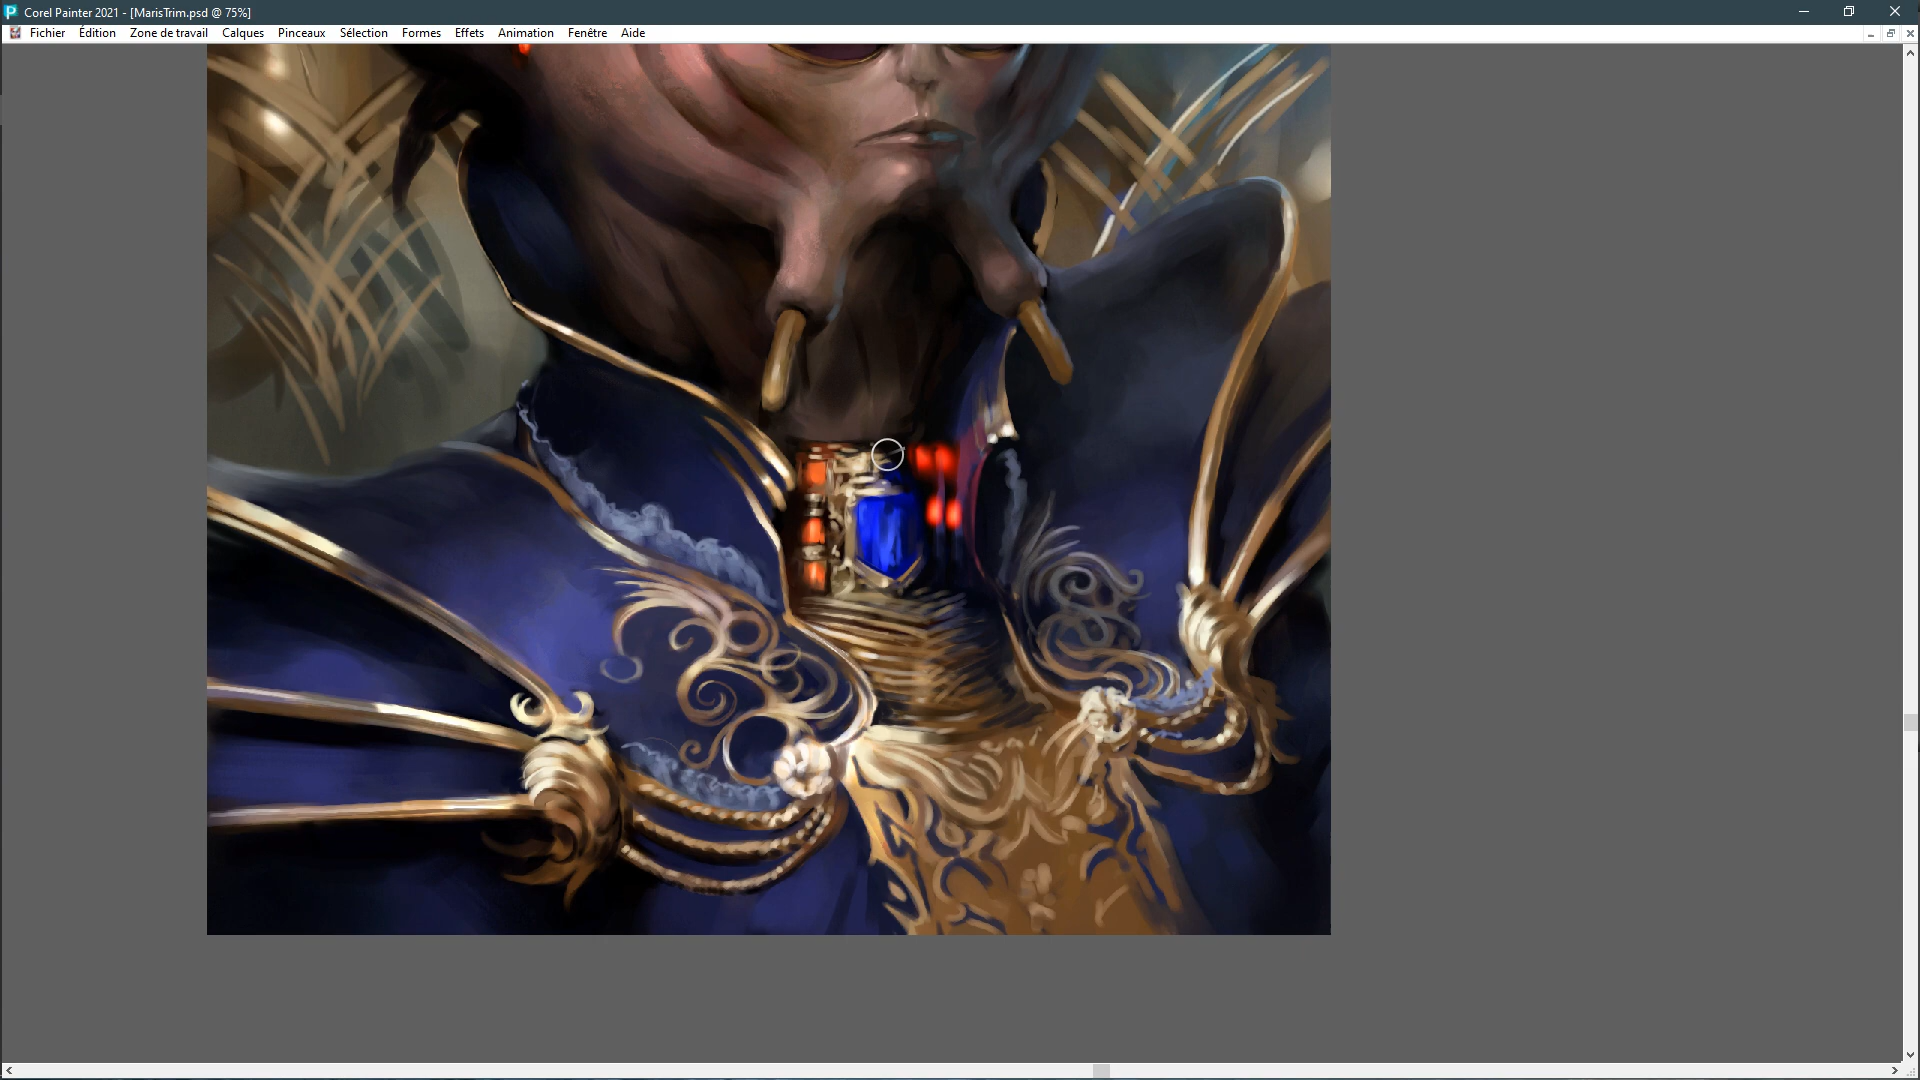 Corel Painter 2021 - [MarisTrim.psd @ 75%]
Fichier Édition Zone de travail Calques Pinceaux Sélection Formes Effets Animation Fenêtre Aide